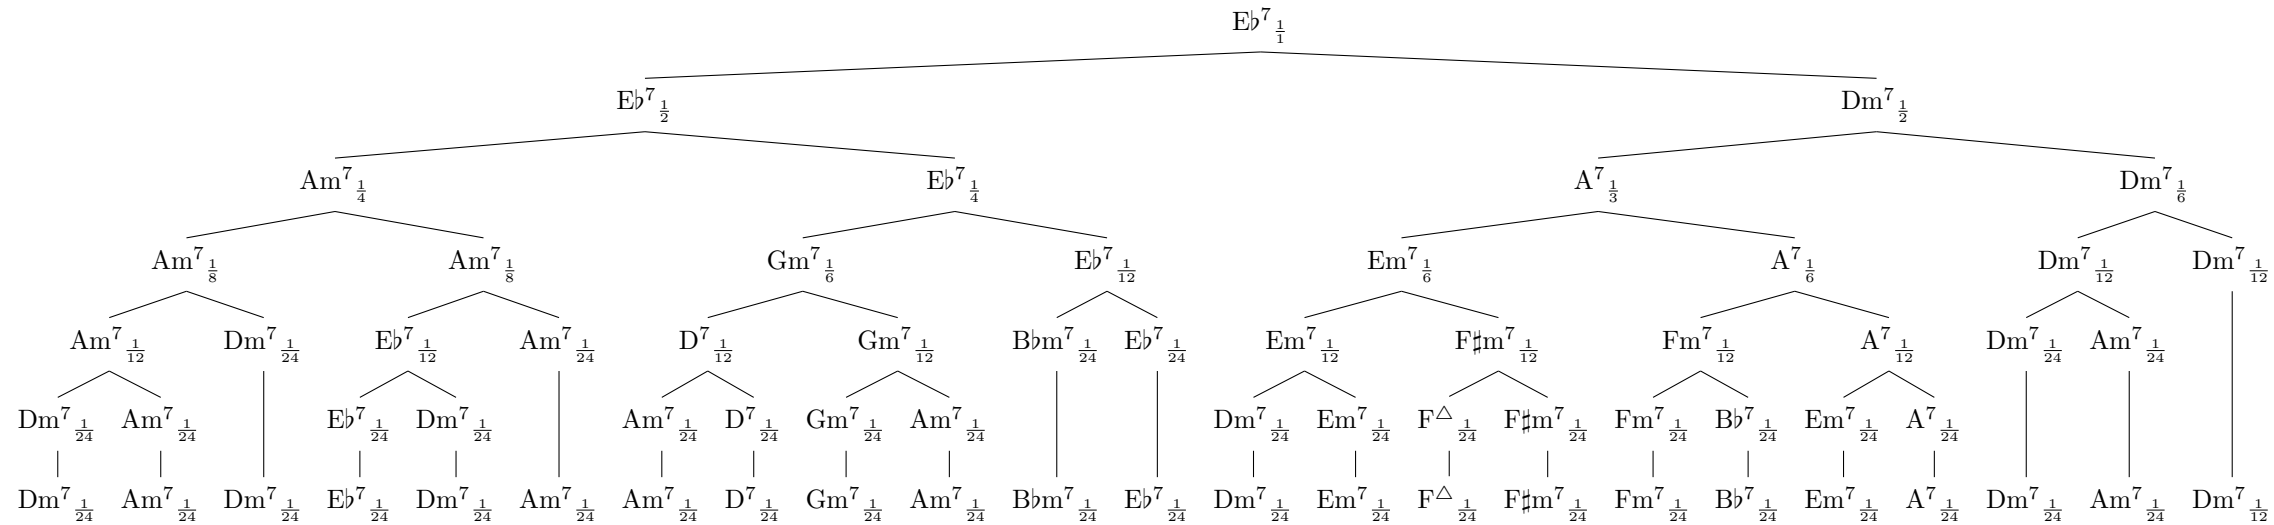 E♭⁷ 1/1
E♭⁷ 1/2 Dm⁷ 1/2
Am⁷ 1/4 E♭⁷ 1/4 A⁷ 1/3 Dm⁷ 1/6
Am⁷ 1/8 Am⁷ 1/8 Gm⁷ 1/6 E♭⁷ 1/12 Em⁷ 1/6 A⁷ 1/6 Dm⁷ 1/12 Dm⁷ 1/12
Am⁷ 1/12 Dm⁷ 1/24 E♭⁷ 1/12 Am⁷ 1/24 D⁷ 1/12 Gm⁷ 1/12 B♭m⁷ 1/24 E♭⁷ 1/24 Em⁷ 1/12 F♯m⁷ 1/12 Fm⁷ 1/12 A⁷ 1/12 Dm⁷ 1/24 Am⁷ 1/24
Dm⁷ 1/24 Am⁷ 1/24 E♭⁷ 1/24 Dm⁷ 1/24 Am⁷ 1/24 D⁷ 1/24 Gm⁷ 1/24 Am⁷ 1/24 Dm⁷ 1/24 Em⁷ 1/24 F△ 1/24 F♯m⁷ 1/24 Fm⁷ 1/24 B♭⁷ 1/24 Em⁷ 1/24 A⁷ 1/24
Dm⁷ 1/24 Am⁷ 1/24 Dm⁷ 1/24 E♭⁷ 1/24 Dm⁷ 1/24 Am⁷ 1/24 Am⁷ 1/24 D⁷ 1/24 Gm⁷ 1/24 Am⁷ 1/24 B♭m⁷ 1/24 E♭⁷ 1/24 Dm⁷ 1/24 Em⁷ 1/24 F△ 1/24 F♯m⁷ 1/24 Fm⁷ 1/24 B♭⁷ 1/24 Em⁷ 1/24 A⁷ 1/24 Dm⁷ 1/24 Am⁷ 1/24 Dm⁷ 1/12